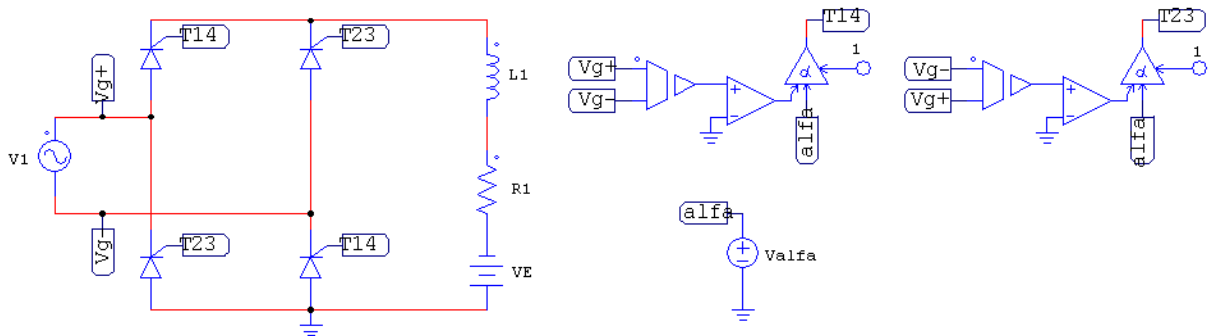 T14
T23
Vg+
L1
V1
R1
Vg-
T23
T14
VE
T14
1
Vg+
Vg-
α
alfa
T23
1
Vg-
Vg+
α
alfa
alfa
Valfa